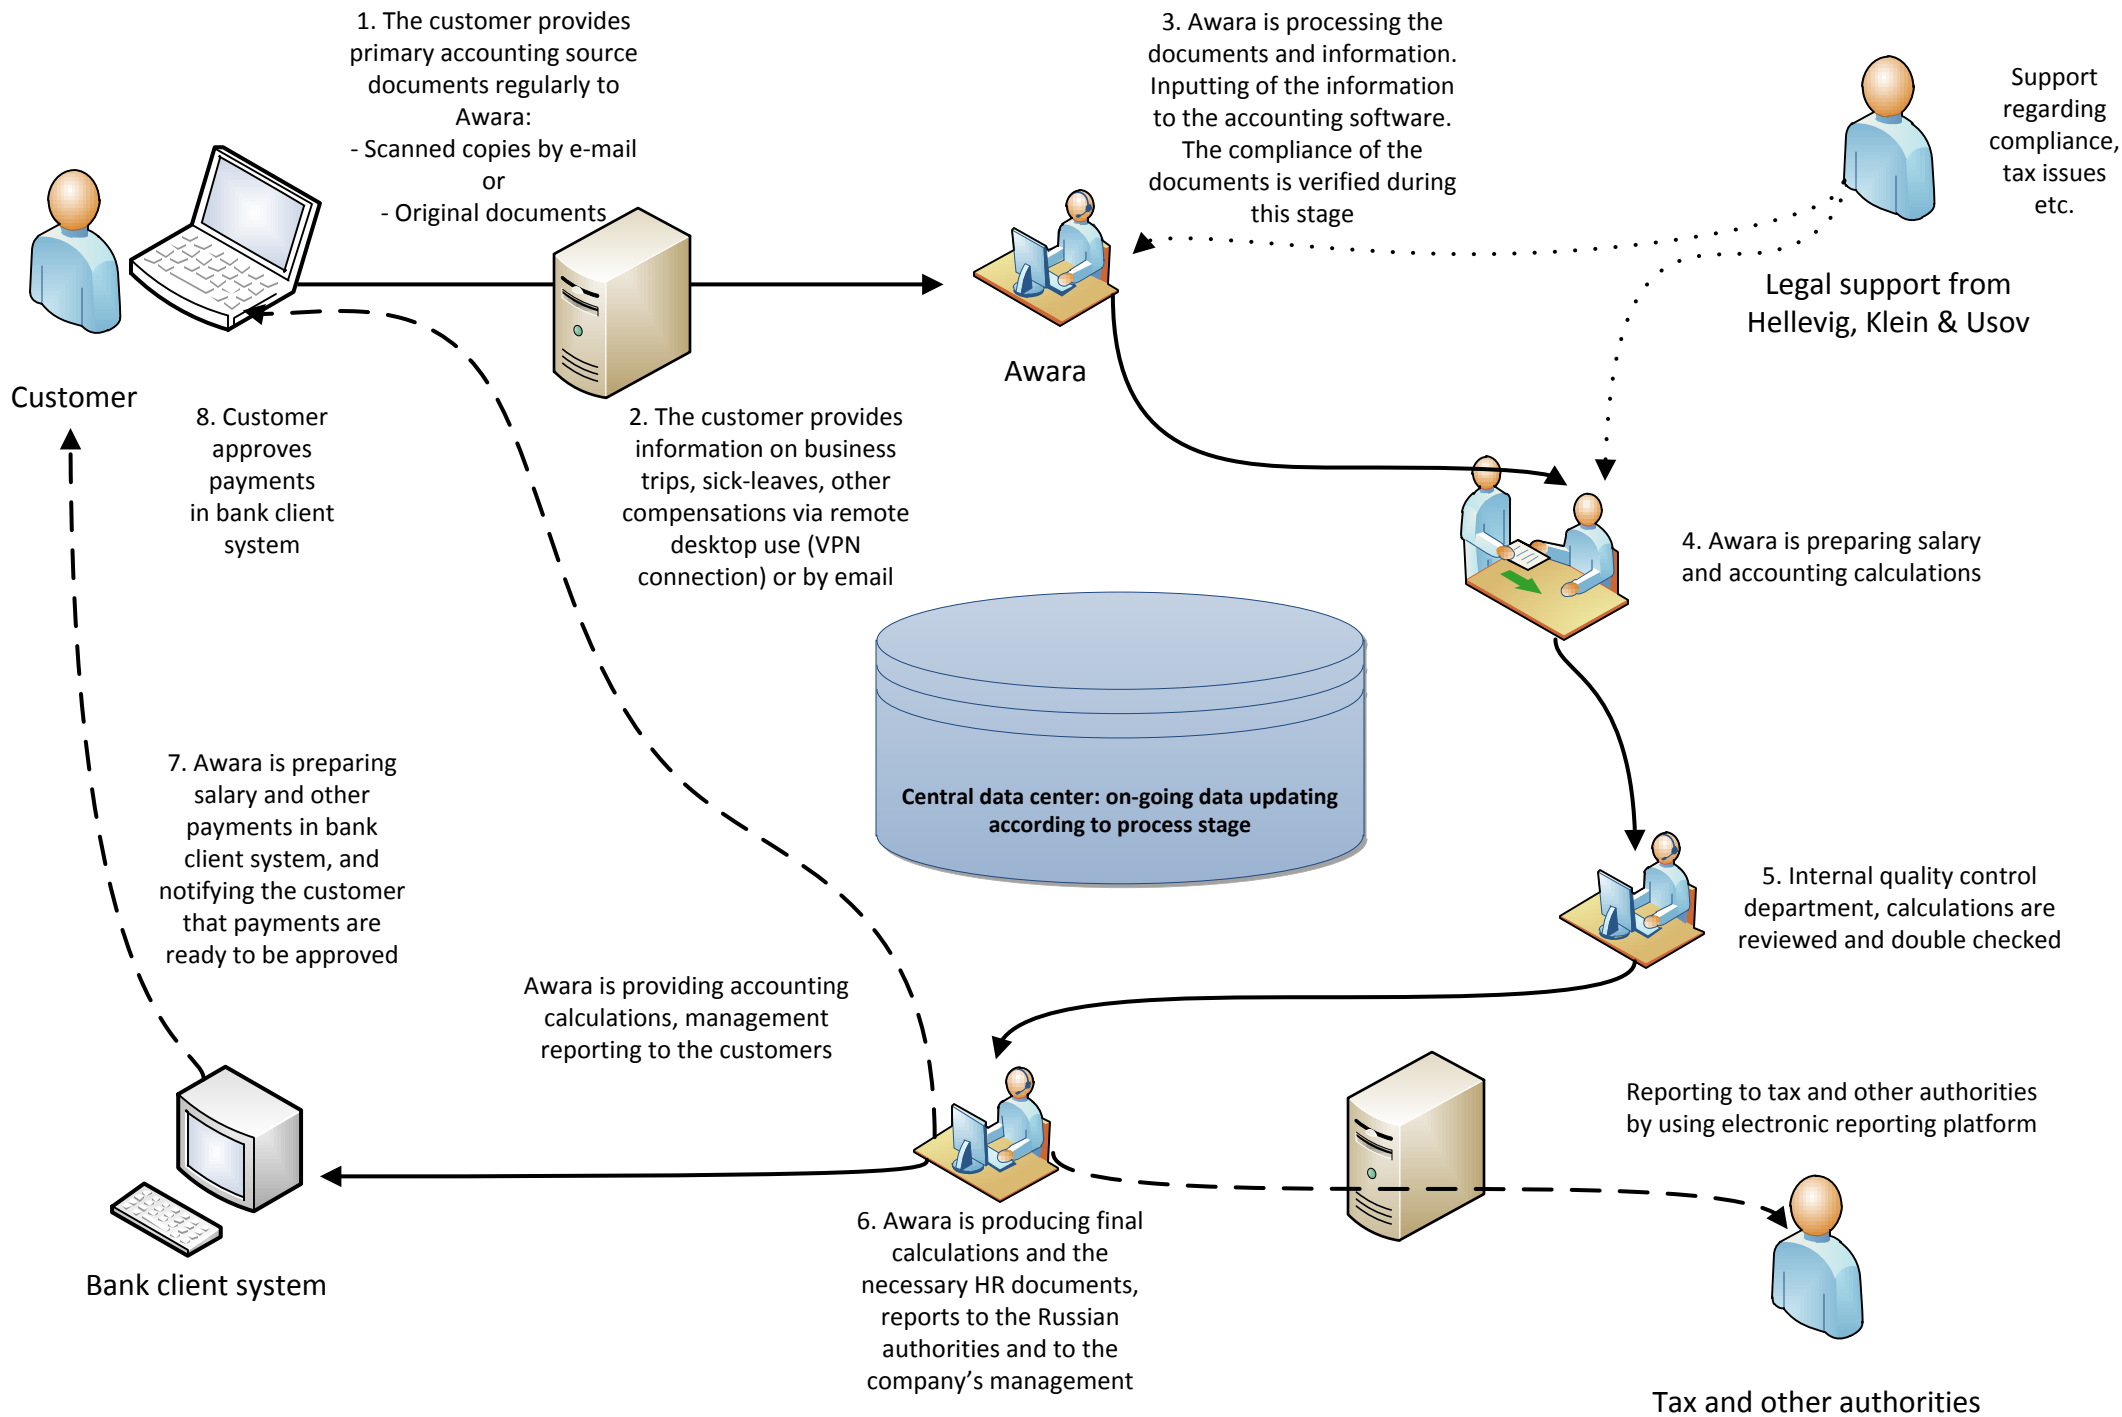 1. The customer provides
primary accounting source
documents regularly to
Awara:
- Scanned copies by e-mail
or
- Original documents
3. Awara is processing the
documents and information.
Inputting of the information
to the accounting software.
The compliance of the
documents is verified during
this stage
Support
regarding
compliance,
tax issues
etc.
Legal support from
Hellevig, Klein & Usov
Awara
Customer
8. Customer
approves
payments
in bank client
system
2. The customer provides
information on business
trips, sick-leaves, other
compensations via remote
desktop use (VPN
connection) or by email
4. Awara is preparing salary
and accounting calculations
Central data center: on-going data updating
according to process stage
7. Awara is preparing
salary and other
payments in bank
client system, and
notifying the customer
that payments are
ready to be approved
5. Internal quality control
department, calculations are
reviewed and double checked
Awara is providing accounting
calculations, management
reporting to the customers
Reporting to tax and other authorities
by using electronic reporting platform
Bank client system
6. Awara is producing final
calculations and the
necessary HR documents,
reports to the Russian
authorities and to the
company’s management
Tax and other authorities